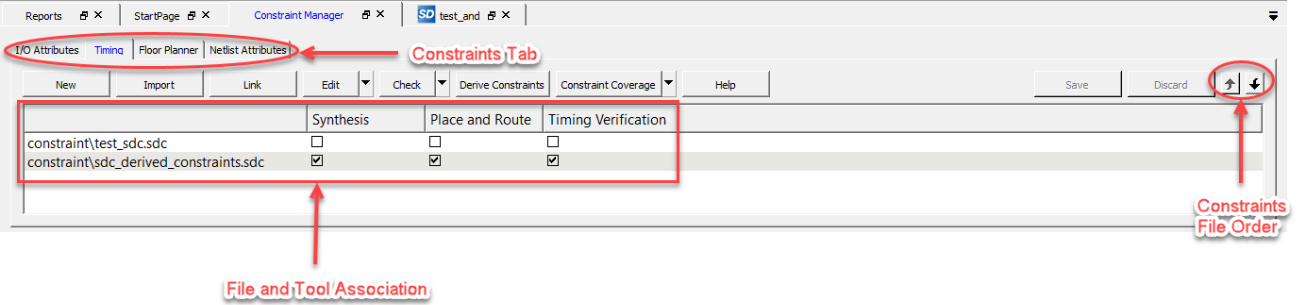 Reports StartPage Constraint Manager SD test_and
I/O Attributes Timing Floor Planner Netlist Attributes
Constraints Tab
New Import Link Edit Check Derive Constraints Constraint Coverage Help Save Discard
Synthesis Place and Route Timing Verification
constraint\test_sdc.sdc
constraint\sdc_derived_constraints.sdc
Constraints
File Order
File and Tool Association